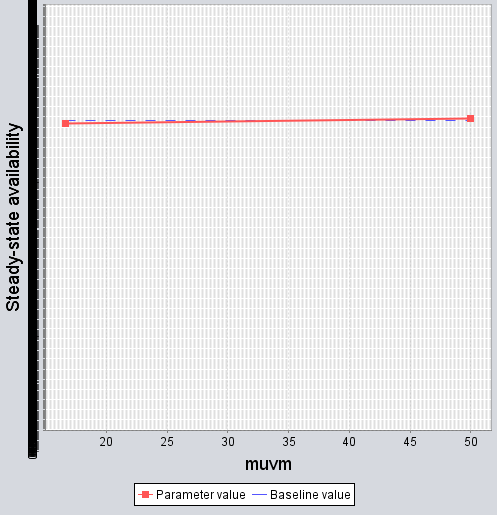 Steady-state availability
20 25 30 35 40 45 50
muvm
Parameter value Baseline value